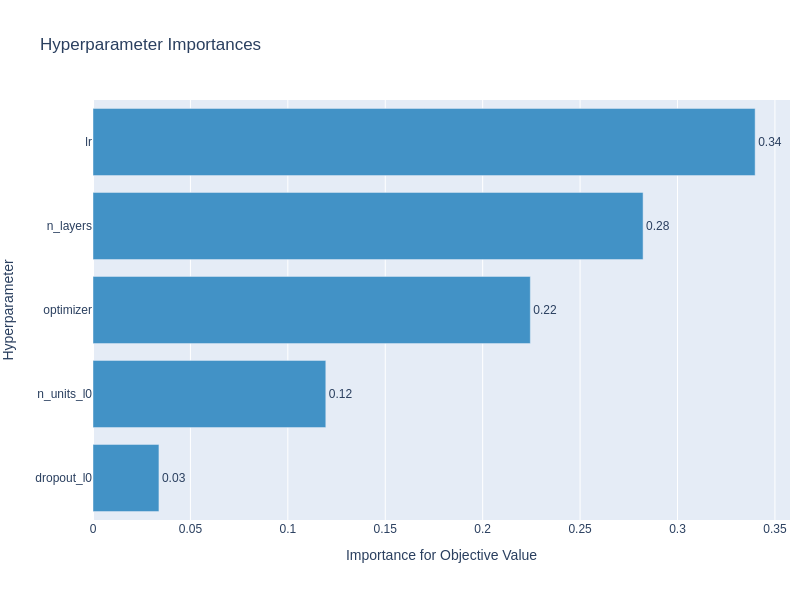 Hyperparameter Importances
Hyperparameter
lr
0.34
n_layers
0.28
optimizer
0.22
n_units_l0
0.12
dropout_l0
0.03
0
0.05
0.1
0.15
0.2
0.25
0.3
0.35
Importance for Objective Value